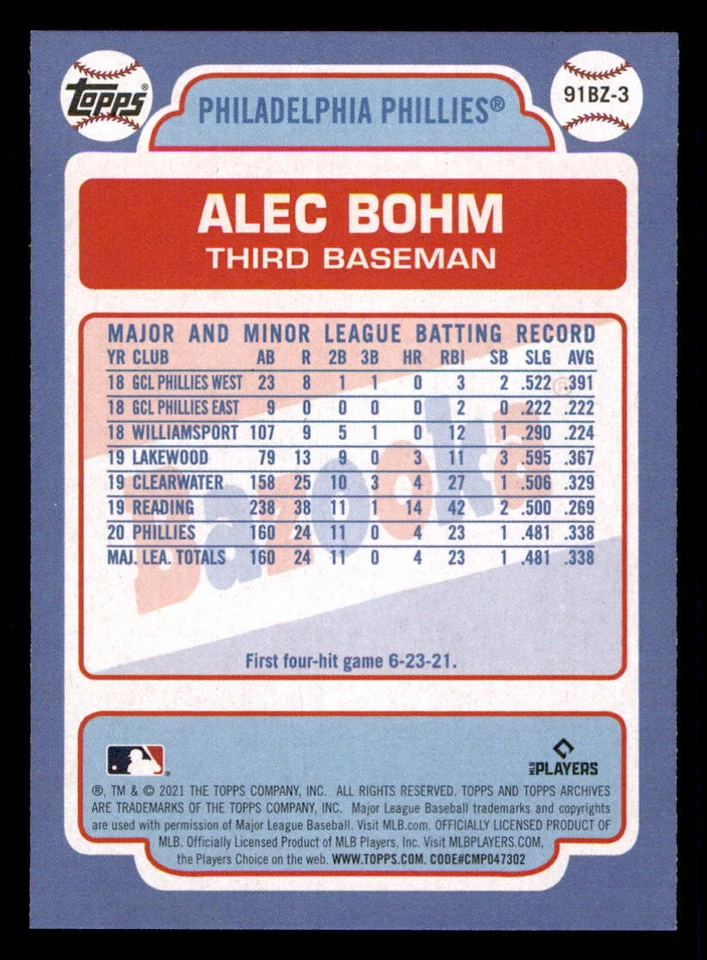 Topps®
91BZ-3
PHILADELPHIA PHILLIES®
ALEC BOHM
THIRD BASEMAN
MAJOR AND MINOR LEAGUE BATTING RECORD
YR CLUB AB R 2B 3B HR RBI SB SLG AVG
18 GCL PHILLIES WEST 23 8 1 1 0 3 2 .522 .391
18 GCL PHILLIES EAST 9 0 0 0 0 2 0 .222 .222
18 WILLIAMSPORT 107 9 5 1 0 12 1 .290 .224
19 LAKEWOOD 79 13 9 0 3 11 3 .595 .367
19 CLEARWATER 158 25 10 3 4 27 1 .506 .329
19 READING 238 38 11 1 14 42 2 .500 .269
20 PHILLIES 160 24 11 0 4 23 1 .481 .338
MAJ. LEA. TOTALS 160 24 11 0 4 23 1 .481 .338
Bazooka
First four-hit game 6-23-21.
MLB PLAYERS
®, TM & © 2021 THE TOPPS COMPANY, INC. ALL RIGHTS RESERVED. TOPPS AND TOPPS ARCHIVES
ARE TRADEMARKS OF THE TOPPS COMPANY, INC. Major League Baseball trademarks and copyrights
are used with permission of Major League Baseball. Visit MLB.com. OFFICIALLY LICENSED PRODUCT OF
MLB. Officially Licensed Product of MLB Players, Inc. Visit MLBPLAYERS.COM,
the Players Choice on the web. WWW.TOPPS.COM. CODE#CMP047302